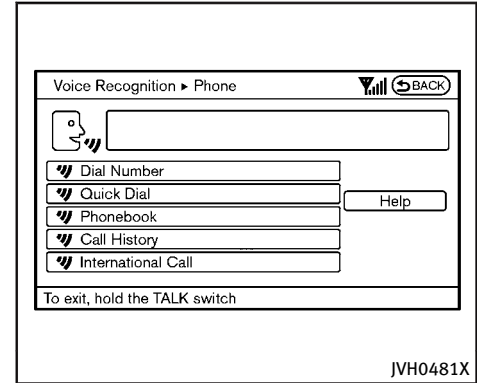 Voice Recognition ▸ Phone BACK
Dial Number
Quick Dial
Help
Phonebook
Call History
International Call
To exit, hold the TALK switch
JVH0481X